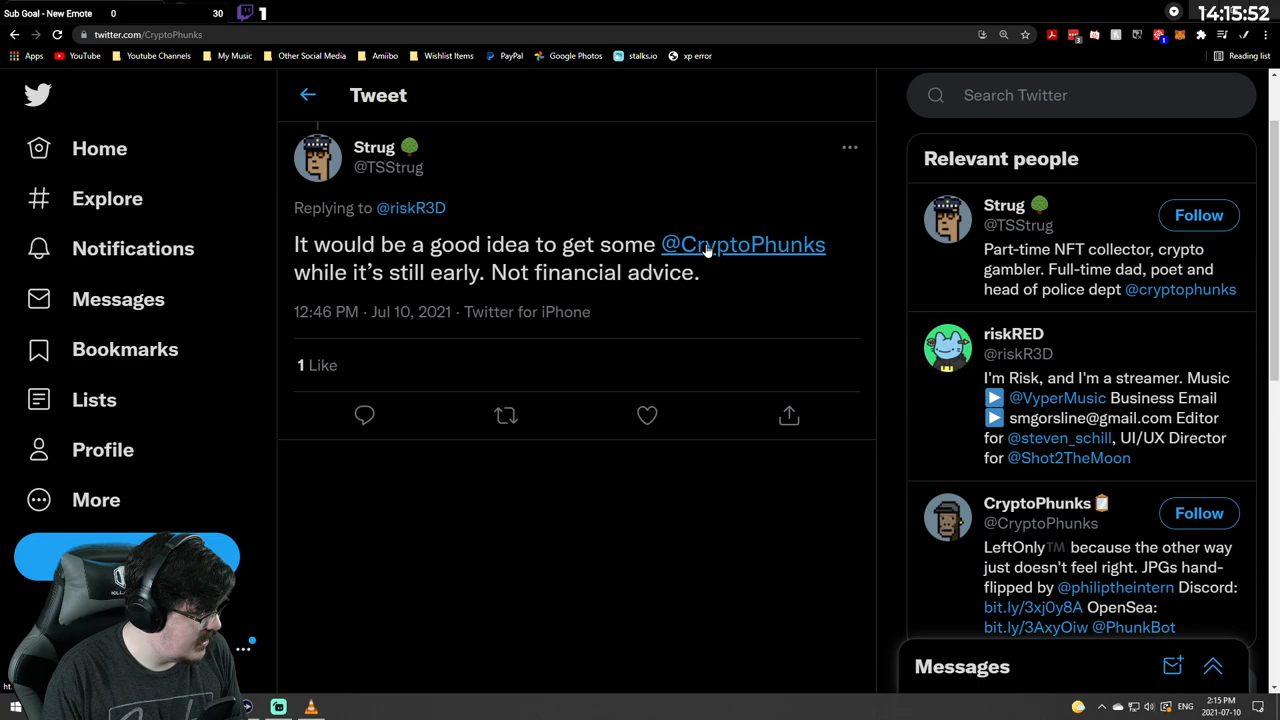 Sub Goal - New Emote 0 30 1 14:15:52
twitter.com/CryptoPhunks
Apps YouTube Youtube Channels My Music Other Social Media Amiibo Wishlist Items PayPal Google Photos stalks.io xp error Reading list
Tweet
Search Twitter
Home
Explore
Notifications
Messages
Bookmarks
Lists
Profile
More
Strug
@TSStrug
Replying to @riskR3D
It would be a good idea to get some @CryptoPhunks
while it's still early. Not financial advice.
12:46 PM · Jul 10, 2021 · Twitter for iPhone
1 Like
Relevant people
Strug
@TSStrug
Follow
Part-time NFT collector, crypto
gambler. Full-time dad, poet and
head of police dept @cryptophunks
riskRED
@riskR3D
I'm Risk, and I'm a streamer. Music
@VyperMusic Business Email
smgorsline@gmail.com Editor
for @steven_schill, UI/UX Director
for @Shot2TheMoon
CryptoPhunks
@CryptoPhunks
Follow
LeftOnly™ because the other way
just doesn't feel right. JPGs hand-
flipped by @philiptheintern Discord:
bit.ly/3xj0y8A OpenSea:
bit.ly/3AxyOiw @PhunkBot
Messages
ENG 2:15 PM
2021-07-10